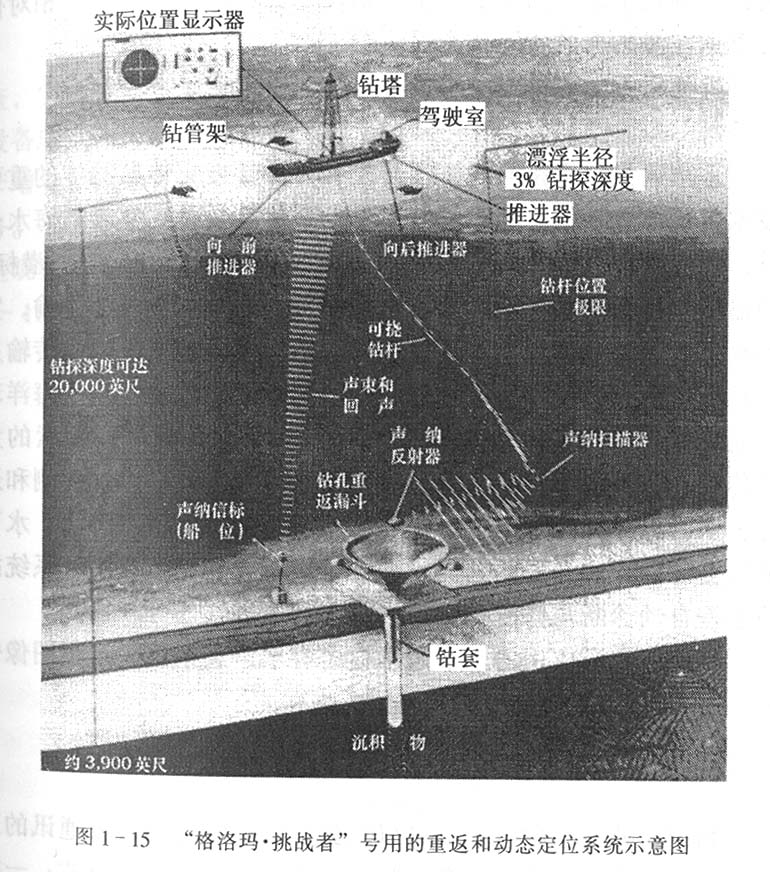 实际位置显示器
钻塔
驾驶室
钻管架
漂浮半径
3% 钻探深度
推进器
向 前
推进器
向后推进器
钻杆位置
极限
可挠
钻杆
钻探深度可达
20,000英尺
声束和
回 声
声 纳
反射器
声纳扫描器
钻孔重
返漏斗
声纳信标
(船 位)
钻套
沉积 物
约3,900英尺
图1-15 “格洛玛·挑战者”号用的重返和动态定位系统示意图